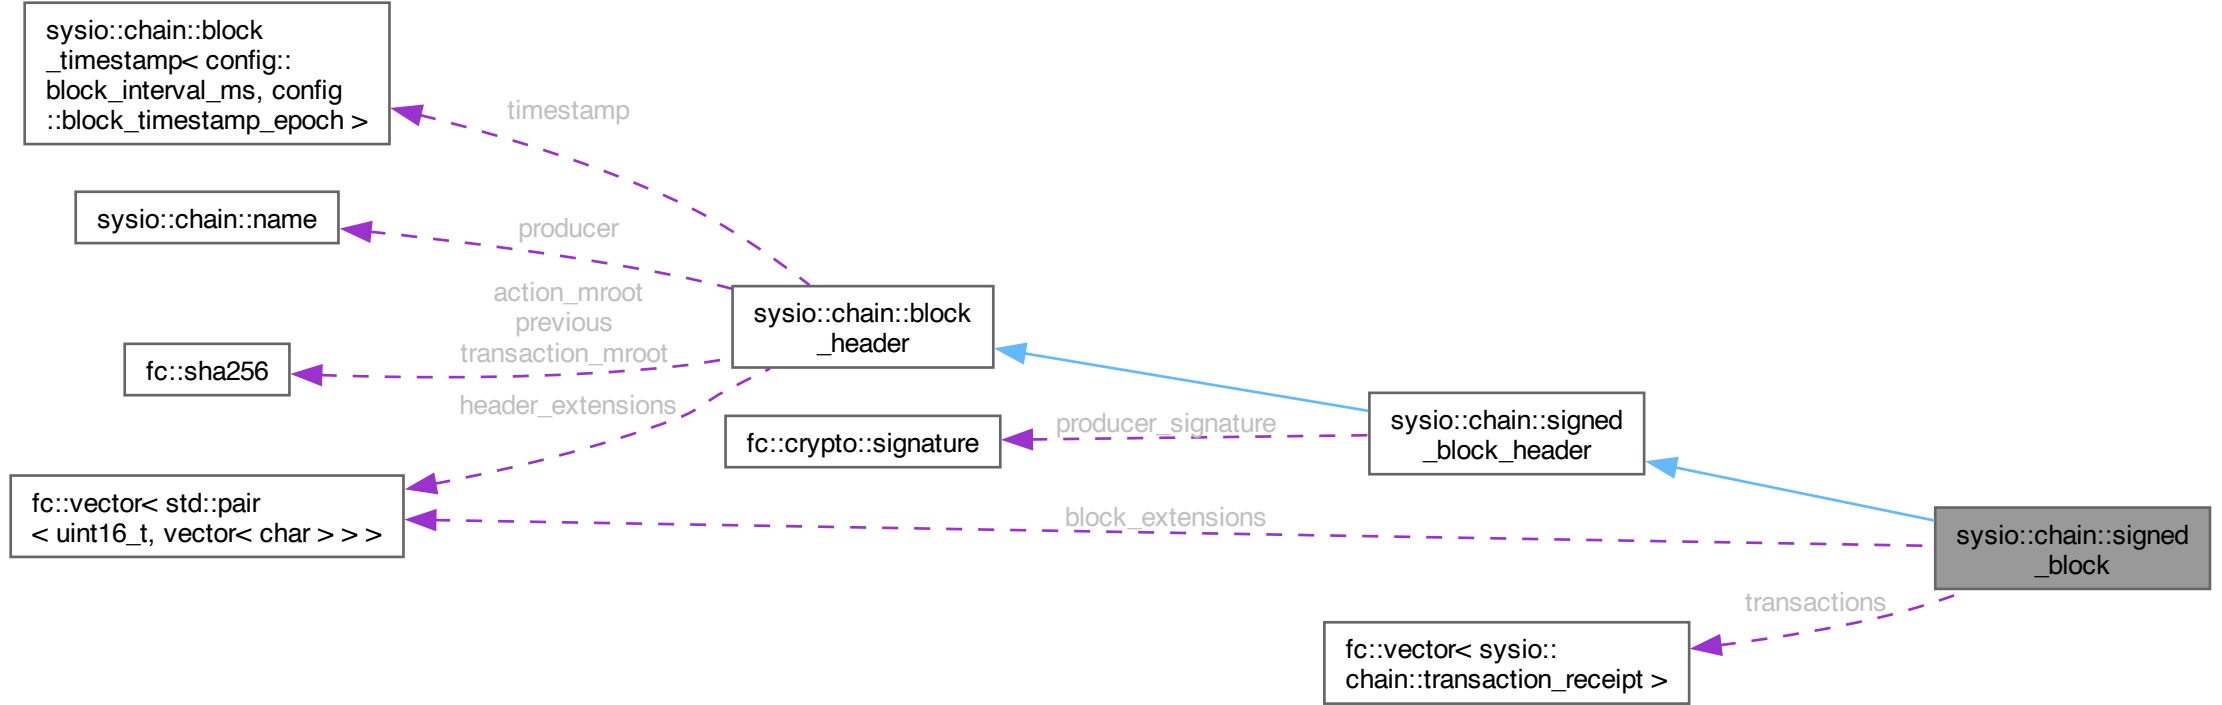 sysio::chain::block
_timestamp< config::
block_interval_ms, config
::block_timestamp_epoch >
timestamp
sysio::chain::name
producer
action_mroot
previous
transaction_mroot
sysio::chain::block
_header
fc::sha256
header_extensions
fc::crypto::signature
producer_signature
sysio::chain::signed
_block_header
fc::vector< std::pair
< uint16_t, vector< char > > >
block_extensions
sysio::chain::signed
_block
transactions
fc::vector< sysio::
chain::transaction_receipt >